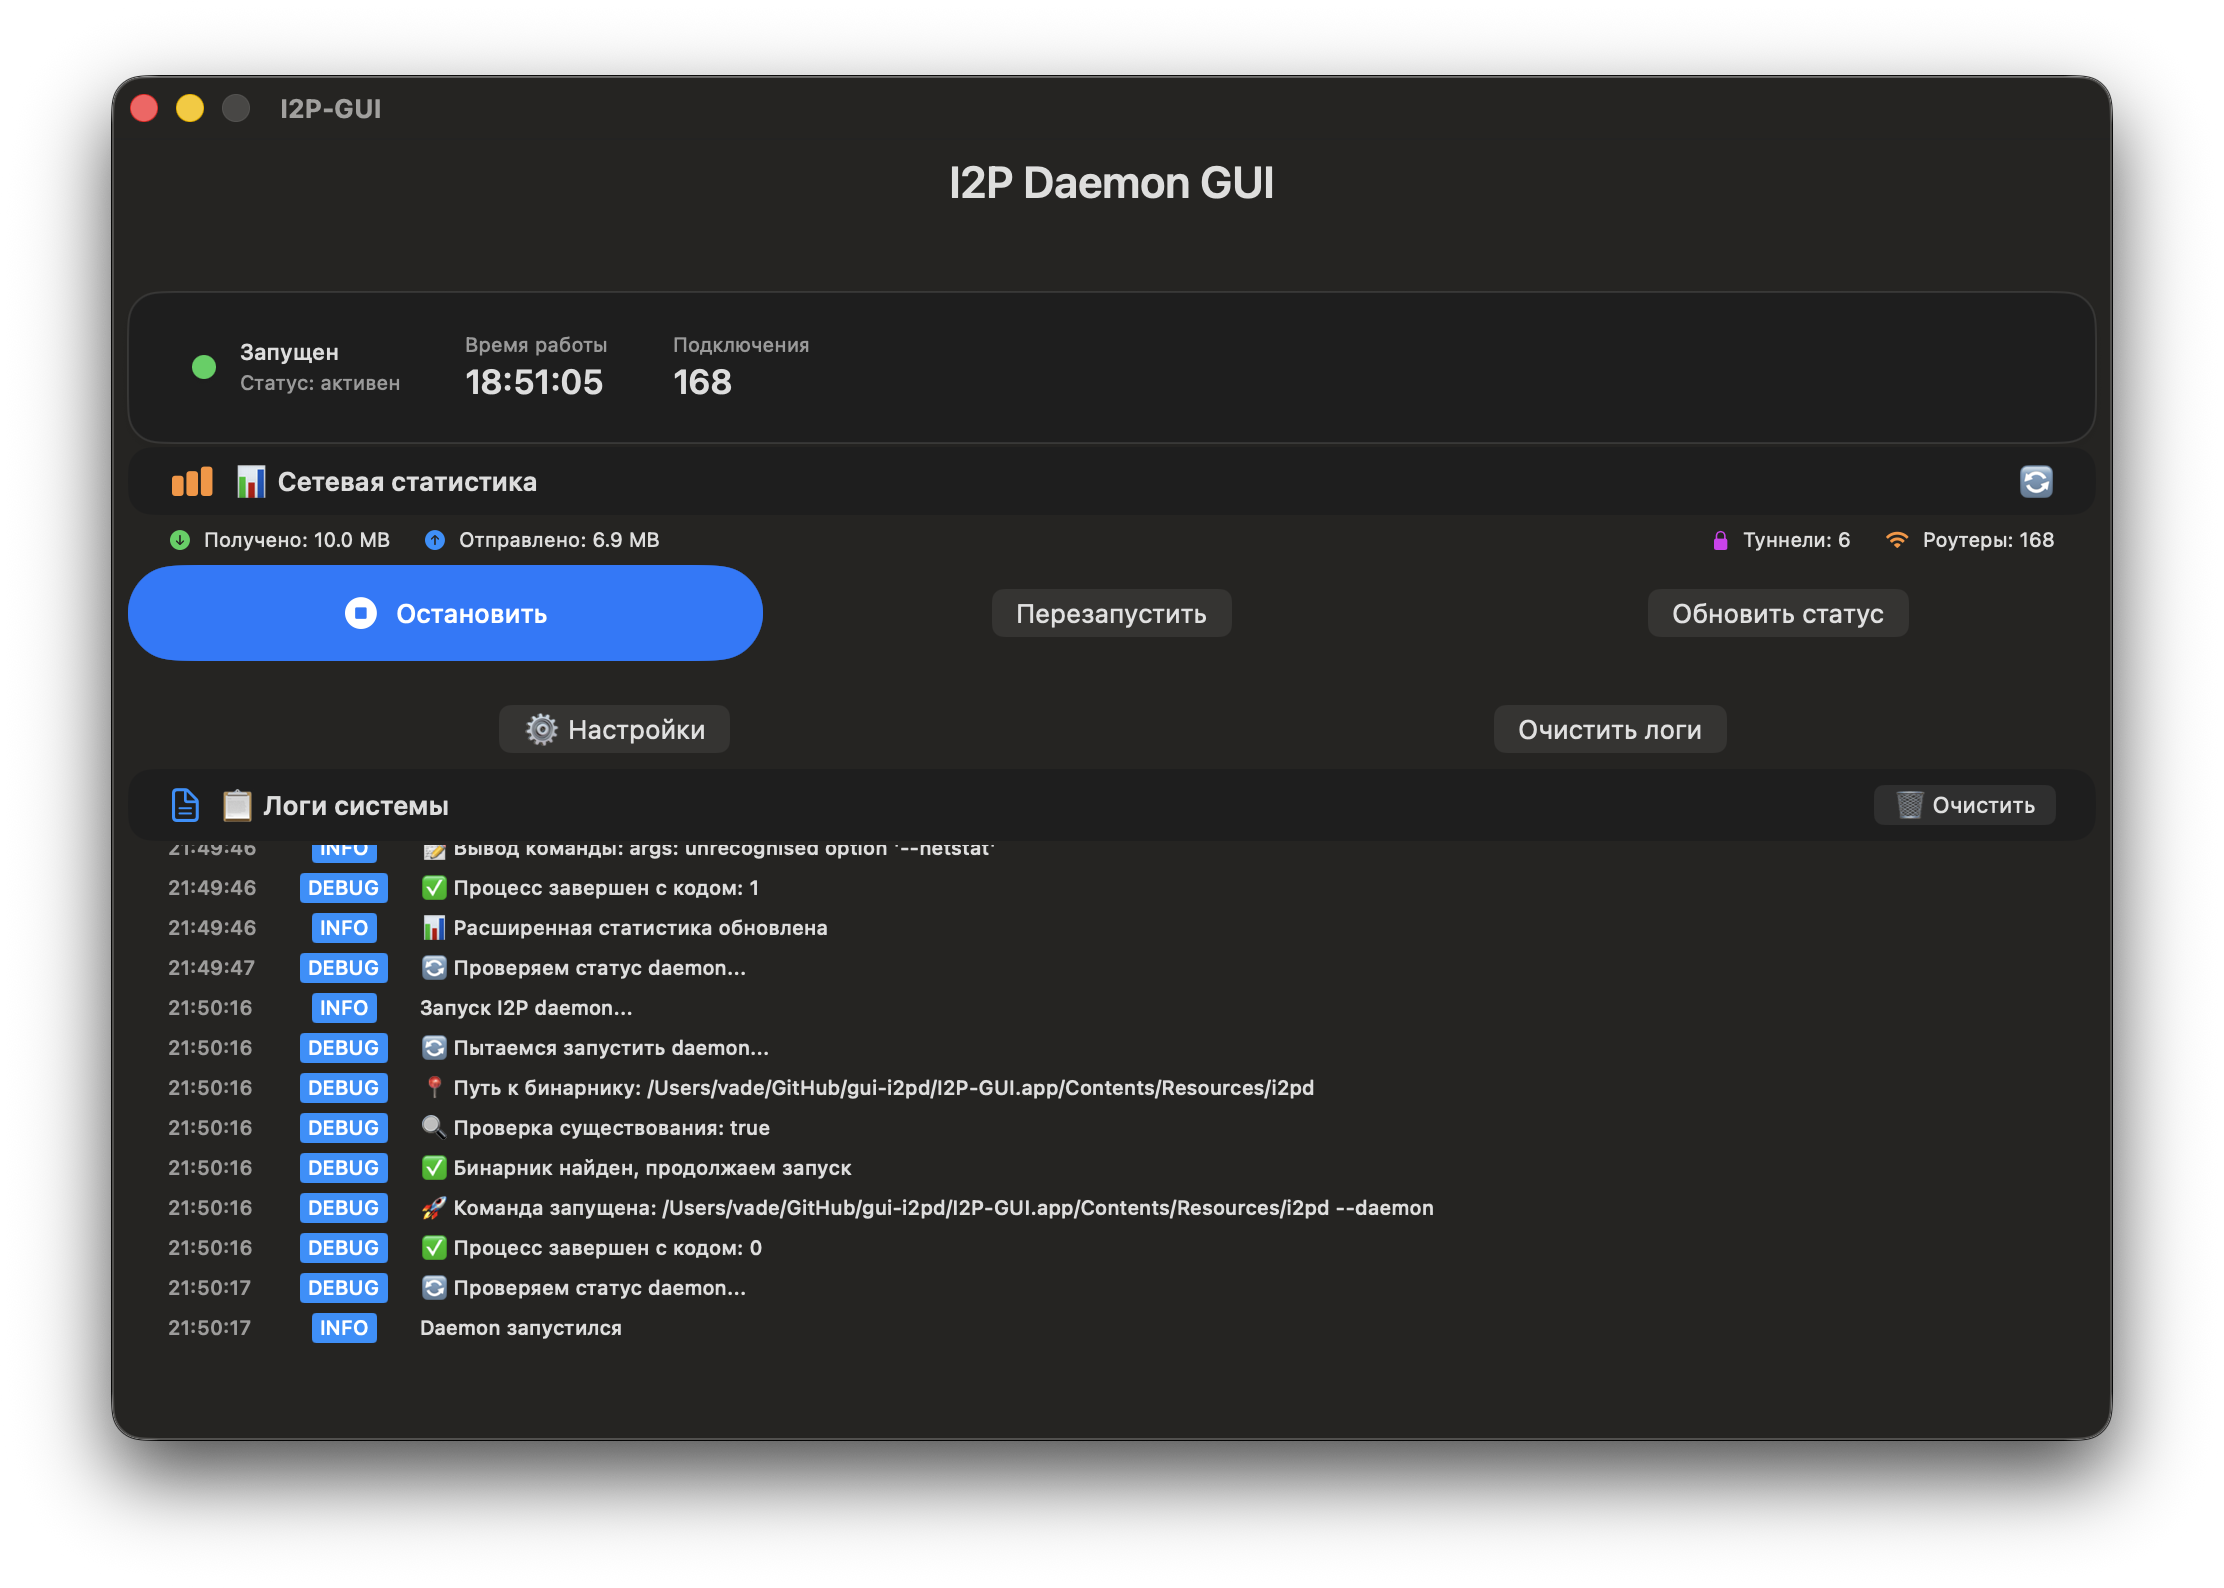 I2P-GUI
I2P Daemon GUI
Запущен
Статус: активен
Время работы
18:51:05
Подключения
168
Сетевая статистика
Получено: 10.0 MB Отправлено: 6.9 MB Туннели: 6 Роутеры: 168
Остановить Перезапустить Обновить статус
Настройки Очистить логи
Логи системы Очистить
21:49:46 INFO Вывод команды: args: unrecognised option '--netstat'
21:49:46 DEBUG Процесс завершен с кодом: 1
21:49:46 INFO Расширенная статистика обновлена
21:49:47 DEBUG Проверяем статус daemon...
21:50:16 INFO Запуск I2P daemon...
21:50:16 DEBUG Пытаемся запустить daemon...
21:50:16 DEBUG Путь к бинарнику: /Users/vade/GitHub/gui-i2pd/I2P-GUI.app/Contents/Resources/i2pd
21:50:16 DEBUG Проверка существования: true
21:50:16 DEBUG Бинарник найден, продолжаем запуск
21:50:16 DEBUG Команда запущена: /Users/vade/GitHub/gui-i2pd/I2P-GUI.app/Contents/Resources/i2pd --daemon
21:50:16 DEBUG Процесс завершен с кодом: 0
21:50:17 DEBUG Проверяем статус daemon...
21:50:17 INFO Daemon запустился